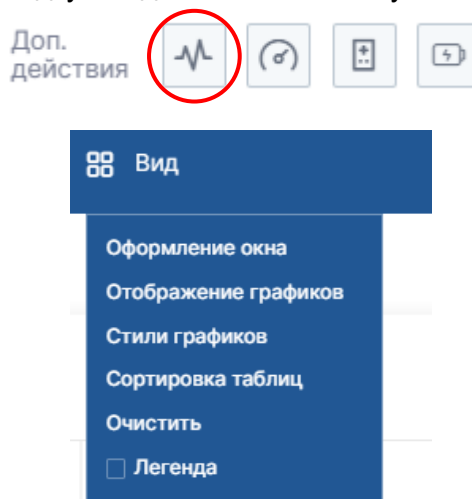 Доп.
действия
Вид
Оформление окна
Отображение графиков
Стили графиков
Сортировка таблиц
Очистить
Легенда